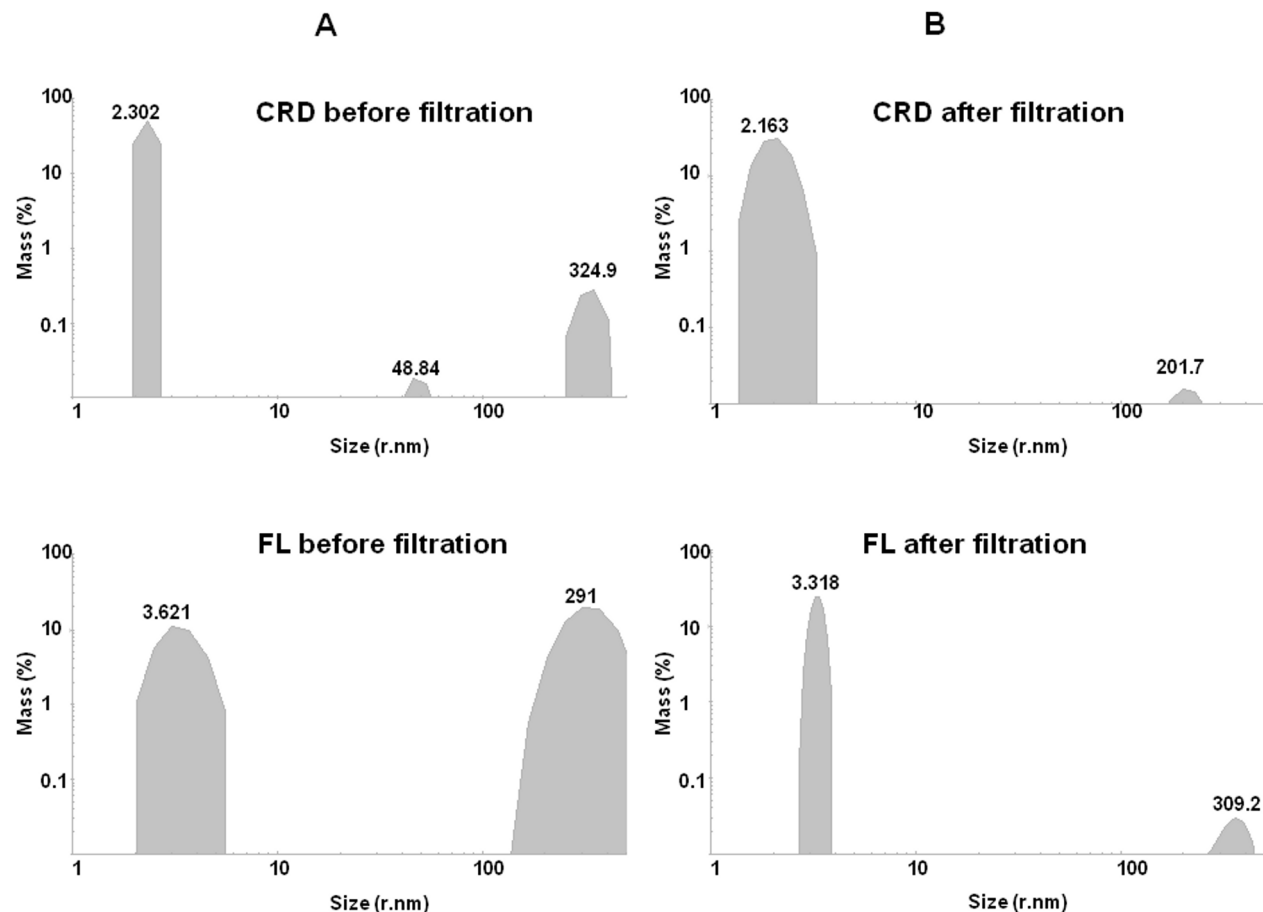 A
B
CRD before filtration
100
10
1
0.1
Mass (%)
2.302
48.84
324.9
1
10
100
Size (r.nm)
CRD after filtration
100
10
1
0.1
Mass (%)
2.163
201.7
1
10
100
Size (r.nm)
FL before filtration
100
10
1
0.1
Mass (%)
3.621
291
1
10
100
Size (r.nm)
FL after filtration
100
10
1
0.1
Mass (%)
3.318
309.2
1
10
100
Size (r.nm)